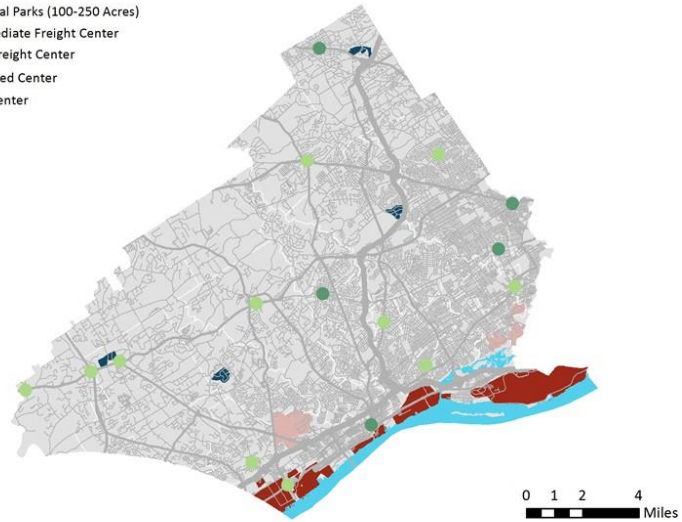 al Parks (100-250 Acres)
diate Freight Center
reight Center
ed Center
enter
0 1 2 4
Miles